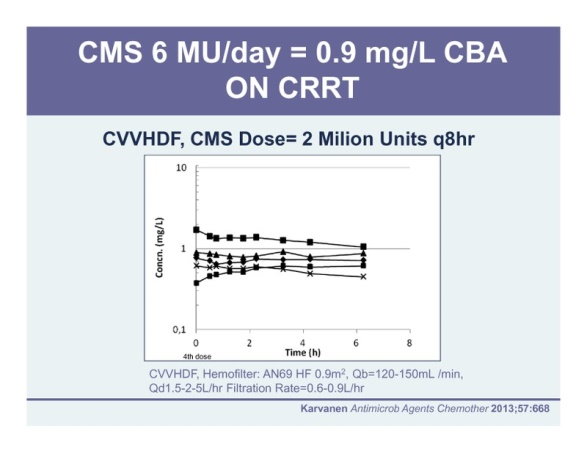 CMS 6 MU/day = 0.9 mg/L CBA
ON CRRT
CVVHDF, CMS Dose= 2 Milion Units q8hr
10
1
0,1
Concn. (mg/L)
0
2
4
6
8
4th dose
Time (h)
CVVHDF, Hemofilter: AN69 HF 0.9m², Qb=120-150mL /min,
Qd1.5-2-5L/hr Filtration Rate=0.6-0.9L/hr
Karvanen Antimicrob Agents Chemother 2013;57:668